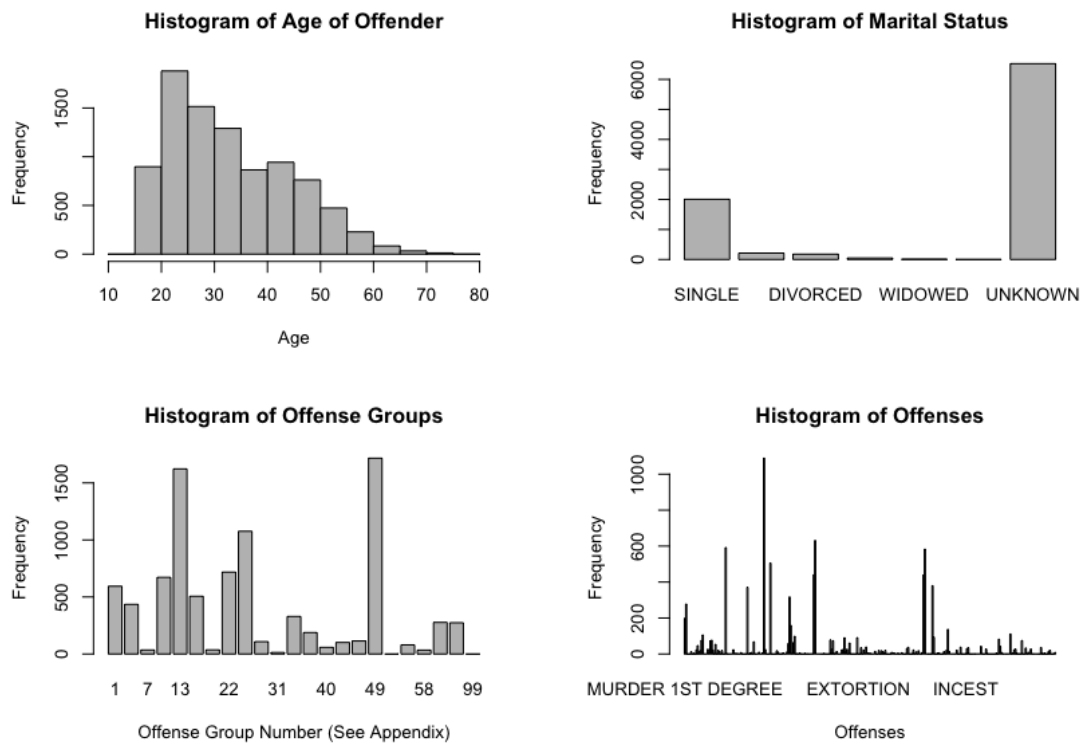 Histogram of Age of Offender
Frequency
0
500
1500
10 20 30 40 50 60 70 80
Age
Histogram of Marital Status
Frequency
0
2000
4000
6000
SINGLE DIVORCED WIDOWED UNKNOWN
Histogram of Offense Groups
Frequency
0
500
1000
1500
1 7 13 22 31 40 49 58 99
Offense Group Number (See Appendix)
Histogram of Offenses
Frequency
0
200
600
1000
MURDER 1ST DEGREE EXTORTION INCEST
Offenses